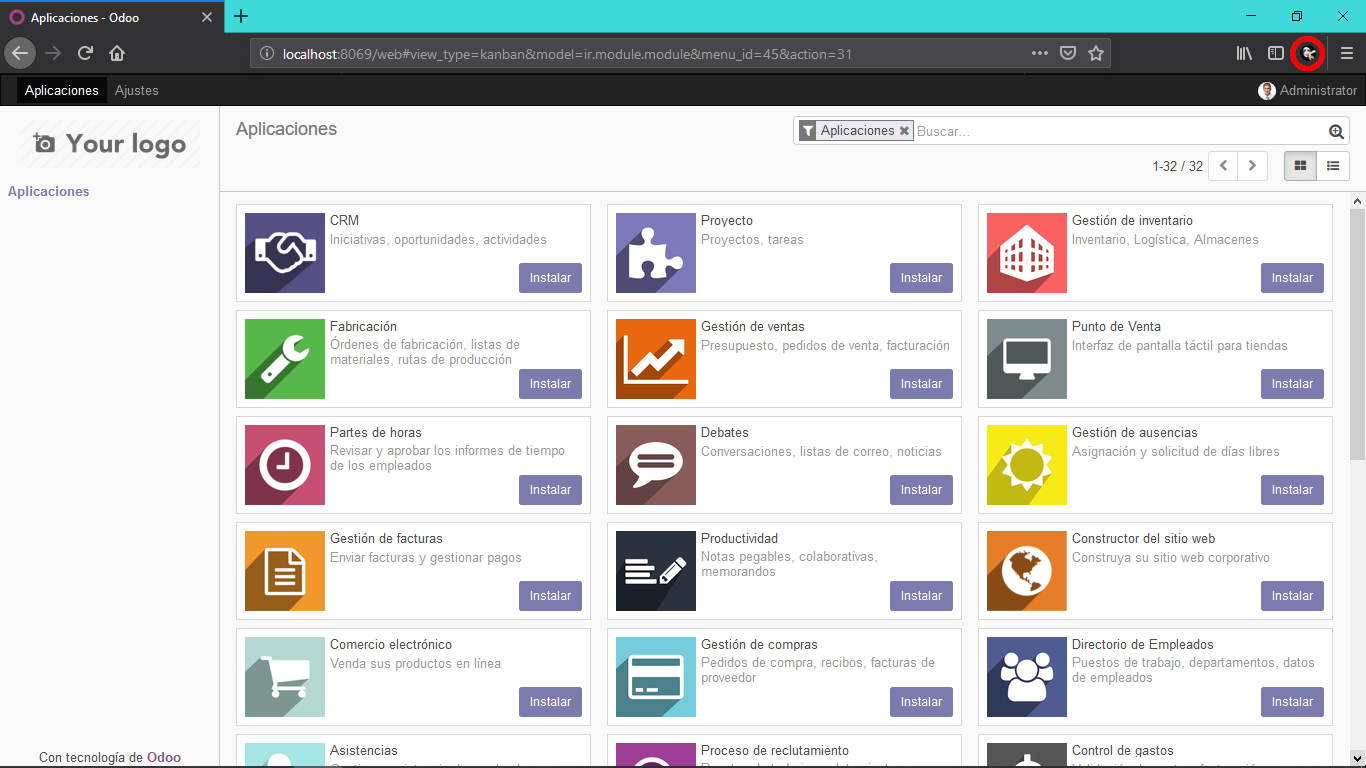 Aplicaciones - Odoo
localhost:8069/web#view_type=kanban&model=ir.module.module&menu_id=45&action=31
Aplicaciones Ajustes Administrator
Your logo
Aplicaciones
Aplicaciones
Aplicaciones Buscar...
1-32 / 32
CRM
Iniciativas, oportunidades, actividades
Instalar
Proyecto
Proyectos, tareas
Instalar
Gestión de inventario
Inventario, Logística, Almacenes
Instalar
Fabricación
Órdenes de fabricación, listas de
materiales, rutas de producción
Instalar
Gestión de ventas
Presupuesto, pedidos de venta, facturación
Instalar
Punto de Venta
Interfaz de pantalla táctil para tiendas
Instalar
Partes de horas
Revisar y aprobar los informes de tiempo
de los empleados
Instalar
Debates
Conversaciones, listas de correo, noticias
Instalar
Gestión de ausencias
Asignación y solicitud de días libres
Instalar
Gestión de facturas
Enviar facturas y gestionar pagos
Instalar
Productividad
Notas pegables, colaborativas,
memorandos
Instalar
Constructor del sitio web
Construya su sitio web corporativo
Instalar
Comercio electrónico
Venda sus productos en línea
Instalar
Gestión de compras
Pedidos de compra, recibos, facturas de
proveedor
Instalar
Directorio de Empleados
Puestos de trabajo, departamentos, datos
de empleados
Instalar
Asistencias
Proceso de reclutamiento
Control de gastos
Con tecnología de Odoo